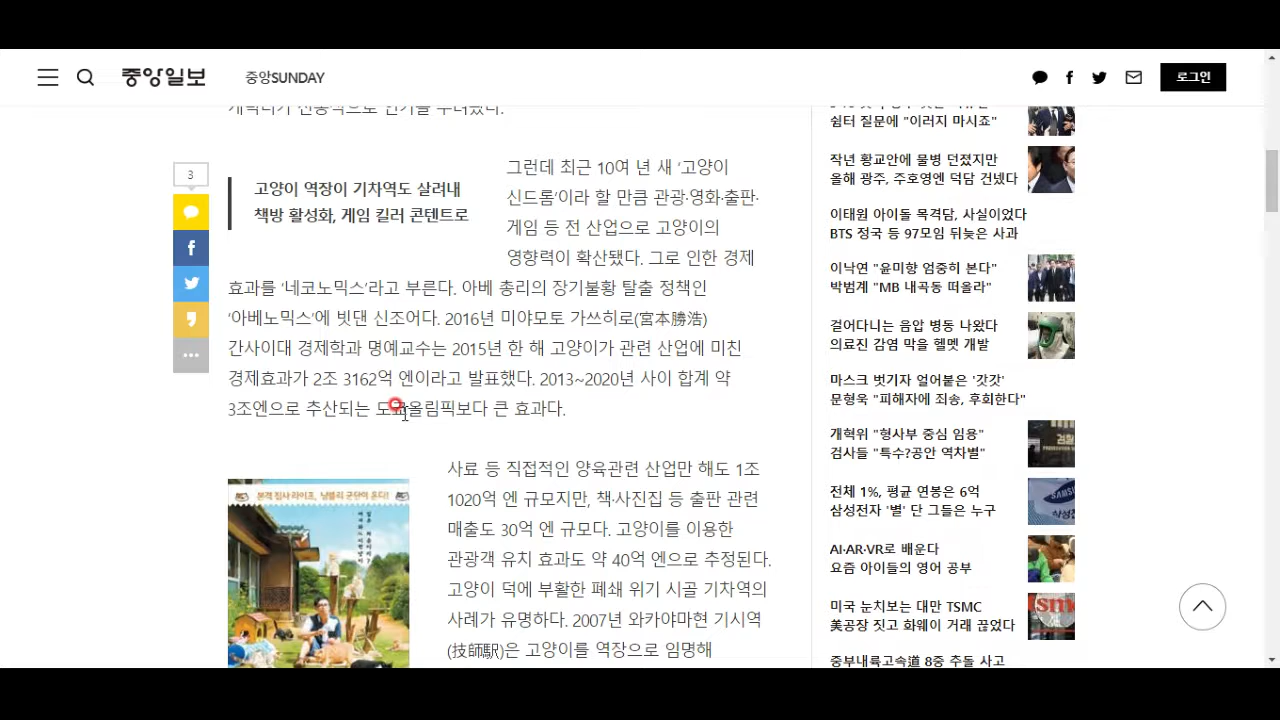 중앙일보
중앙SUNDAY
로그인
3
고양이 역장이 기차역도 살려내
책방 활성화, 게임 킬러 콘텐트로
그런데 최근 10여 년 새 ‘고양이
신드롬’이라 할 만큼 관광·영화·출판·
게임 등 전 산업으로 고양이의
영향력이 확산됐다. 그로 인한 경제
효과를 ‘네코노믹스’라고 부른다. 아베 총리의 장기불황 탈출 정책인
‘아베노믹스’에 빗댄 신조어다. 2016년 미야모토 가쓰히로(宮本勝浩)
간사이대 경제학과 명예교수는 2015년 한 해 고양이가 관련 산업에 미친
경제효과가 2조 3162억 엔이라고 발표했다. 2013~2020년 사이 합계 약
3조엔으로 추산되는 도쿄올림픽보다 큰 효과다.
본격 집사 라이프, 냥블리 군단이 온다!
사료 등 직접적인 양육관련 산업만 해도 1조
1020억 엔 규모지만, 책·사진집 등 출판 관련
매출도 30억 엔 규모다. 고양이를 이용한
관광객 유치 효과도 약 40억 엔으로 추정된다.
고양이 덕에 부활한 폐쇄 위기 시골 기차역의
사례가 유명하다. 2007년 와카야마현 기시역
(技師駅)은 고양이를 역장으로 임명해
쉼터 질문에 "이러지 마시죠"
작년 황교안에 물병 던졌지만
올해 광주, 주호영엔 덕담 건넸다
이태원 아이돌 목격담, 사실이었다
BTS 정국 등 97모임 뒤늦은 사과
이낙연 "윤미향 엄중히 본다"
박범계 "MB 내곡동 떠올라"
걸어다니는 음압 병동 나왔다
의료진 감염 막을 헬멧 개발
마스크 벗기자 얼어붙은 '갓갓'
문형욱 "피해자에 죄송, 후회한다"
개혁위 "형사부 중심 임용"
검사들 "특수?공안 역차별"
전체 1%, 평균 연봉은 6억
삼성전자 '별' 단 그들은 누구
AI·AR·VR로 배운다
요즘 아이들의 영어 공부
미국 눈치보는 대만 TSMC
美공장 짓고 화웨이 거래 끊었다
중부내륙고속道 8중 추돌 사고